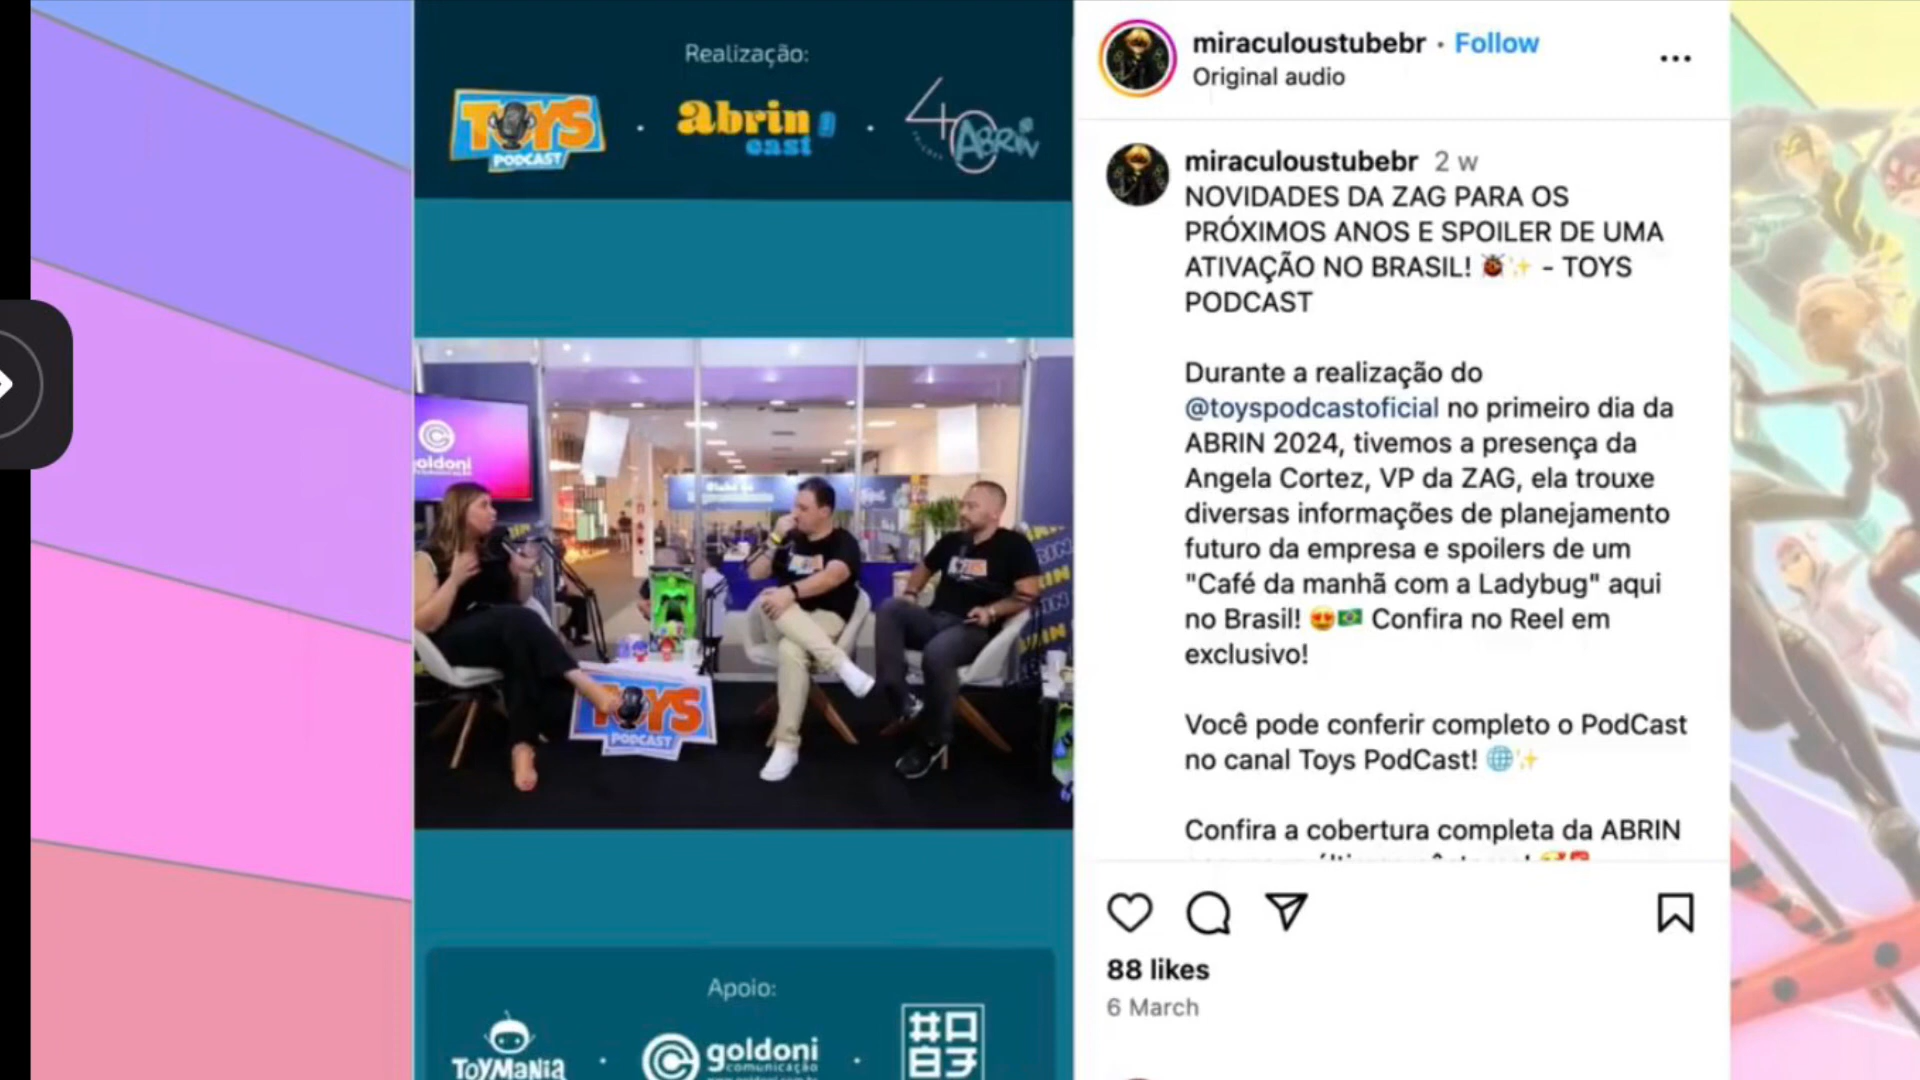 Realização:
TOYS
PODCAST
abrin
cast
40
ABRIN
goldoni
TOYS
PODCAST
Apoio:
TOYMANIA
goldoni
comunicação
miraculoustubebr • Follow
Original audio
miraculoustubebr 2 w
NOVIDADES DA ZAG PARA OS
PRÓXIMOS ANOS E SPOILER DE UMA
ATIVAÇÃO NO BRASIL! 🐞✨ - TOYS
PODCAST
Durante a realização do
@toyspodcastoficial no primeiro dia da
ABRIN 2024, tivemos a presença da
Angela Cortez, VP da ZAG, ela trouxe
diversas informações de planejamento
futuro da empresa e spoilers de um
"Café da manhã com a Ladybug" aqui
no Brasil! 😍🇧🇷 Confira no Reel em
exclusivo!
Você pode conferir completo o PodCast
no canal Toys PodCast! 🌐✨
Confira a cobertura completa da ABRIN
88 likes
6 March